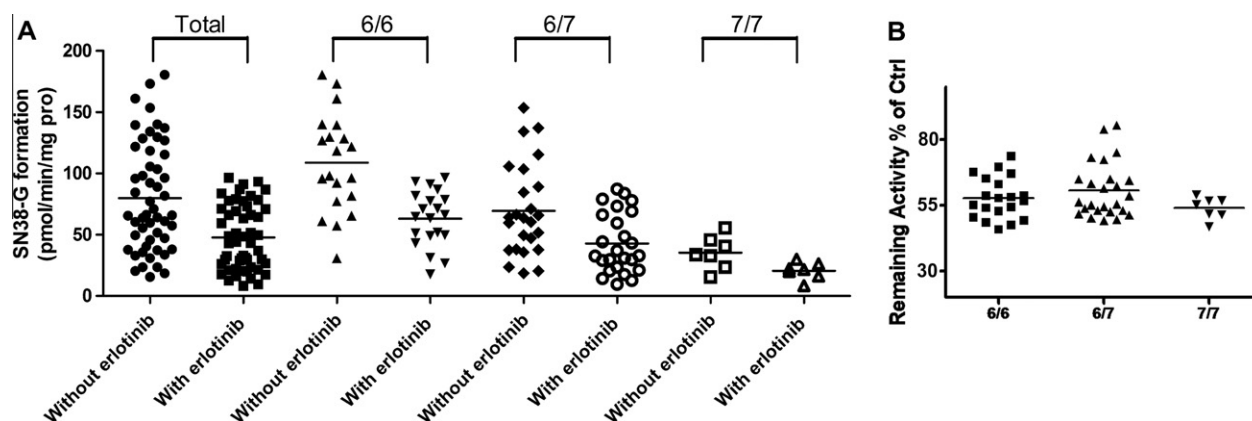 A
Total 6/6 6/7 7/7
SN38-G formation
(pmol/min/mg pro)
200
150
100
50
0
Without erlotinib
With erlotinib
Without erlotinib
With erlotinib
Without erlotinib
With erlotinib
Without erlotinib
With erlotinib
B
Remaining Activity % of Ctrl
80
55
30
6/6 6/7 7/7